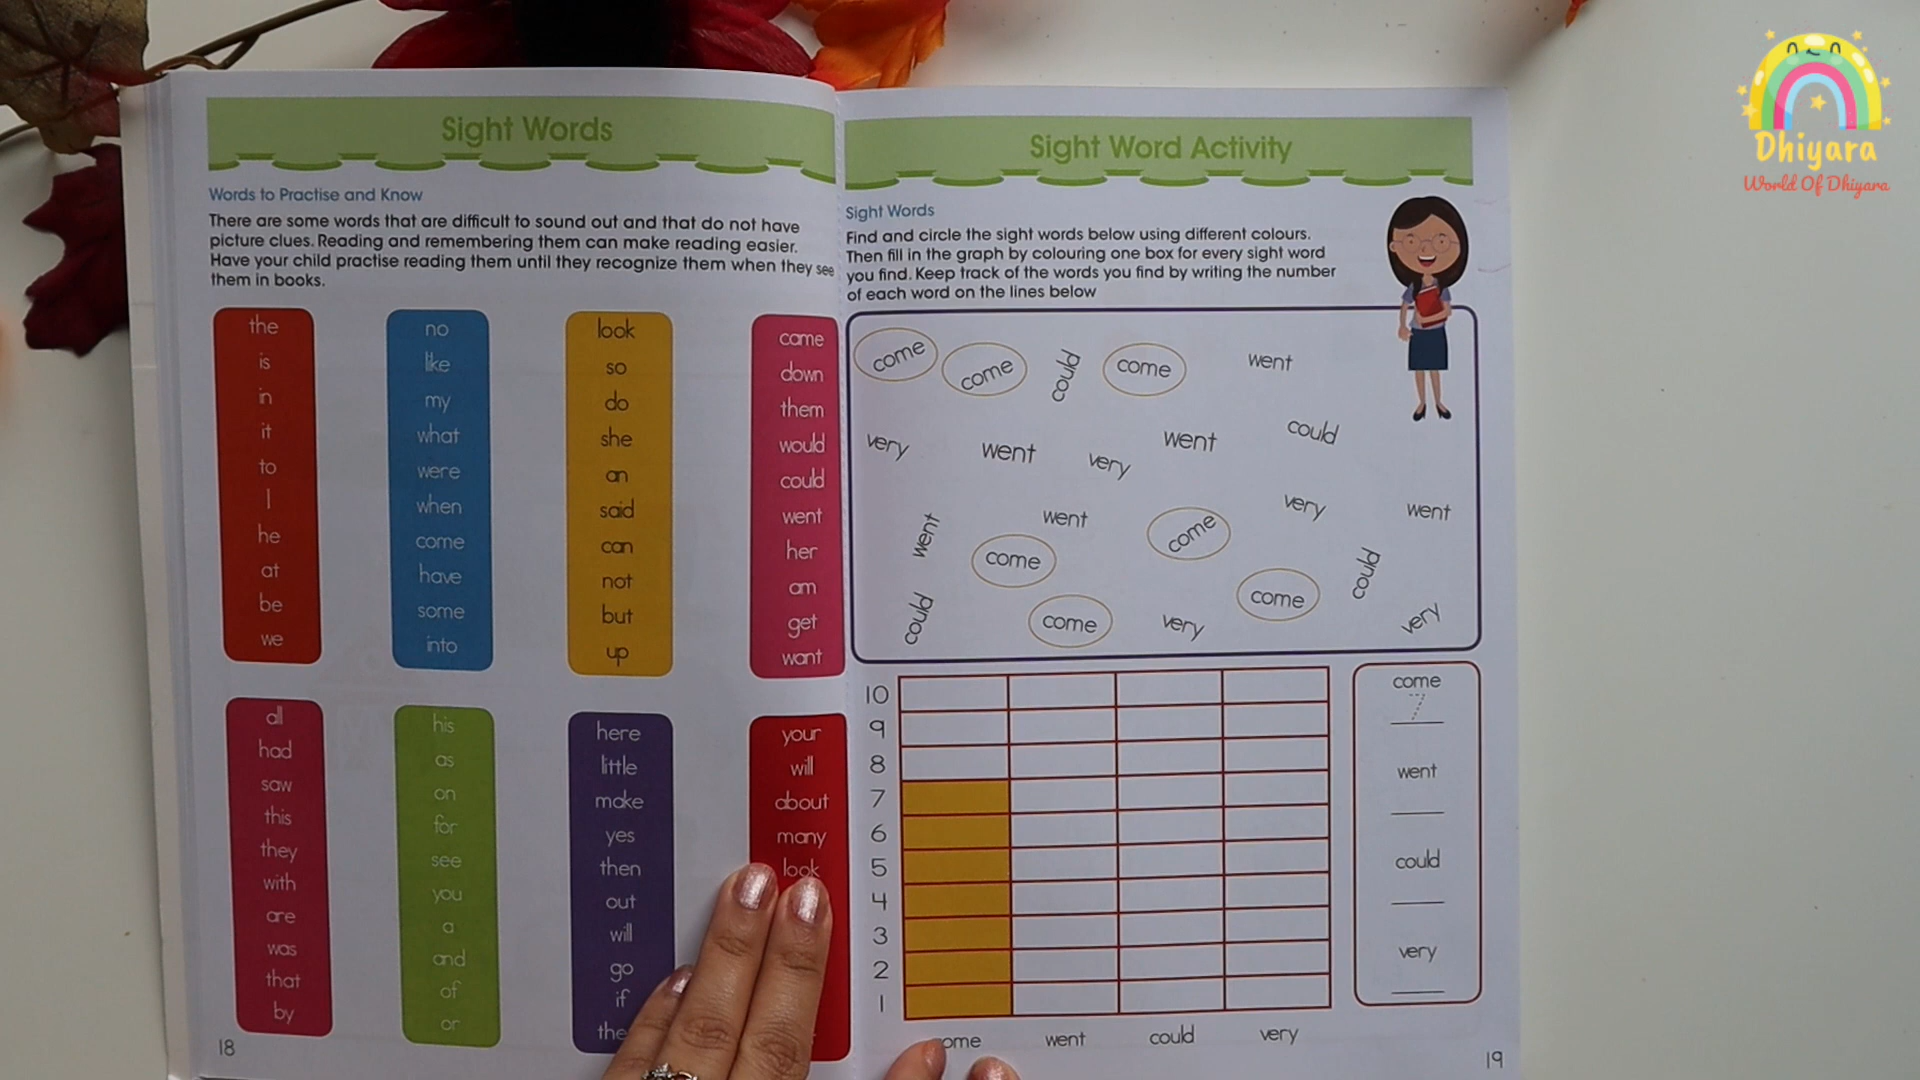 Dhiyara
World Of Dhiyara
Sight Words
Words to Practise and Know
There are some words that are difficult to sound out and that do not have
picture clues. Reading and remembering them can make reading easier.
Have your child practise reading them until they recognize them when they see
them in books.
the
is
in
it
to
I
he
at
be
we
no
like
my
what
were
when
come
have
some
into
look
so
do
she
an
said
can
not
but
up
came
down
them
would
could
went
her
am
get
want
all
had
saw
this
they
with
are
was
that
by
his
as
on
for
see
you
a
and
of
or
here
little
make
yes
then
out
will
go
if
your
will
about
many
look
18
Sight Word Activity
Sight Words
Find and circle the sight words below using different colours.
Then fill in the graph by colouring one box for every sight word
you find. Keep track of the words you find by writing the number
of each word on the lines below
come come could come went
very went very went could
went went come come very went
could come very come could very
10
9
8
7
6
5
4
3
2
1
went could very
come
7
went
could
very
19